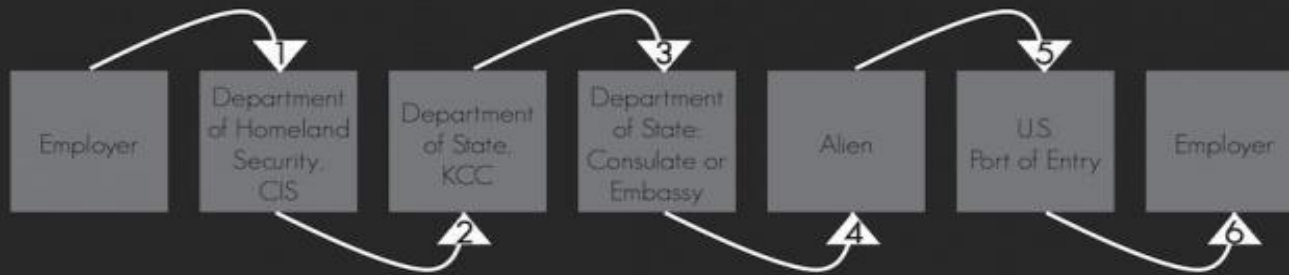 1
3
5
Employer
Department
of Homeland
Security,
CIS
Department
of State,
KCC
Department
of State:
Consulate or
Embassy
Alien
U.S.
Port of Entry
Employer
2
4
6